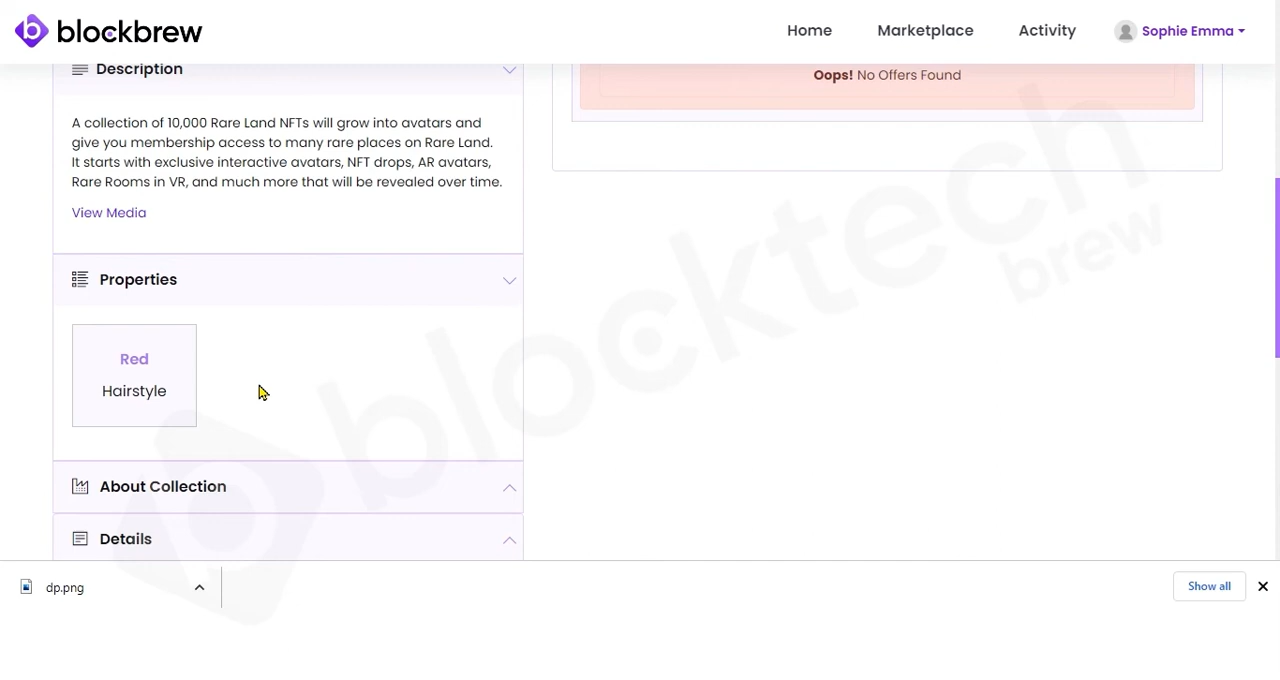 blockbrew
Home
Marketplace
Activity
Sophie Emma
Description
Oops! No Offers Found
A collection of 10,000 Rare Land NFTs will grow into avatars and
give you membership access to many rare places on Rare Land.
It starts with exclusive interactive avatars, NFT drops, AR avatars,
Rare Rooms in VR, and much more that will be revealed over time.
View Media
Properties
Red
Hairstyle
About Collection
Details
blocktech
brew
dp.png
Show all